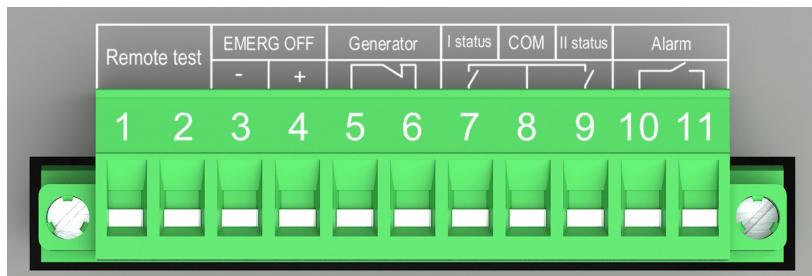 Remote test EMERG OFF Generator I status COM II status Alarm
- +
1 2 3 4 5 6 7 8 9 10 11